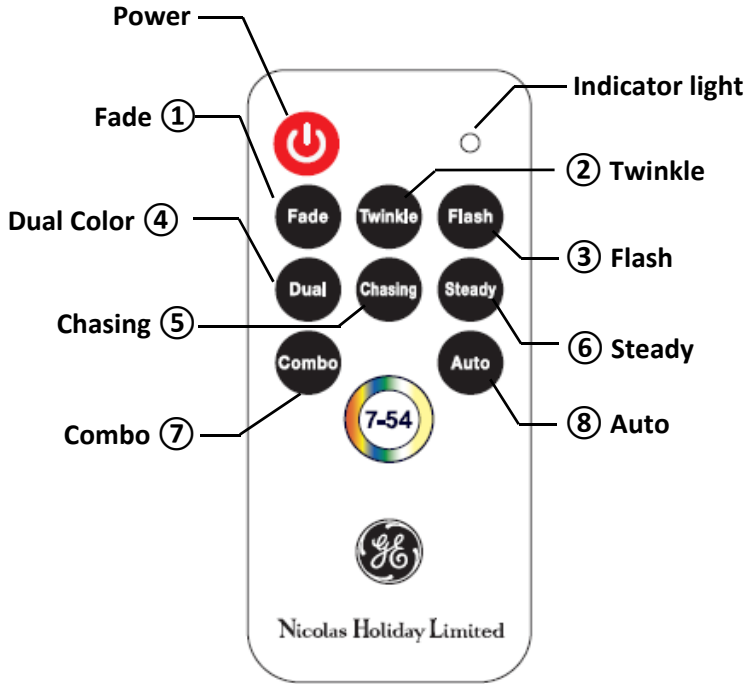 Power
Indicator light
Fade ①
② Twinkle
Fade Twinkle Flash
Dual Color ④
③ Flash
Dual Chasing Steady
Chasing ⑤
⑥ Steady
Combo Auto
7-54
Combo ⑦
⑧ Auto
GE
Nicolas Holiday Limited